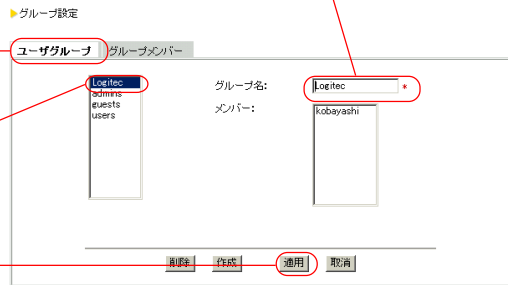 グループ設定
ユーザグループ グループメンバー
Logitec
admins
guests
users
グループ名: Logitec *
メンバー: kobayashi
削除 作成 適用 取消